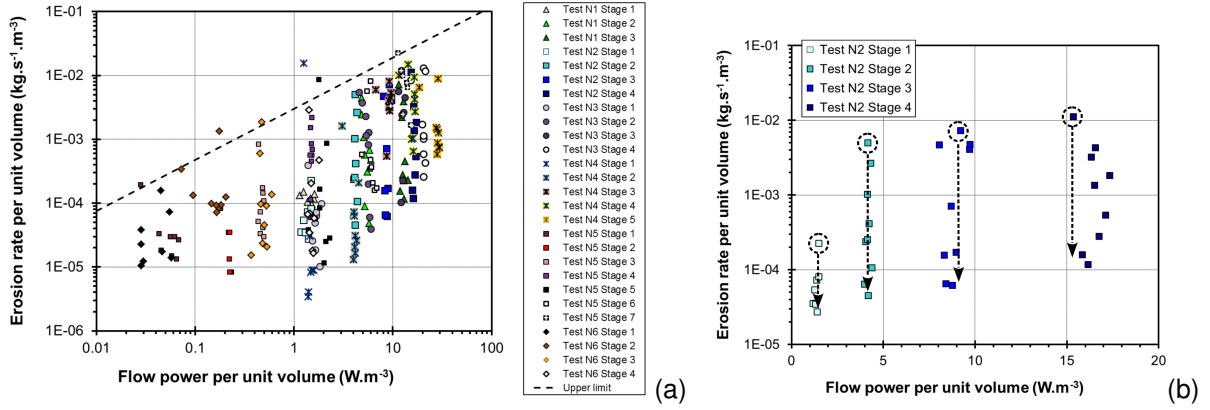 Erosion rate per unit volume (kg.s⁻¹.m⁻³)
1E-01
1E-02
1E-03
1E-04
1E-05
1E-06
0.01
0.1
1
10
100
Flow power per unit volume (W.m⁻³)
Test N1 Stage 1
Test N1 Stage 2
Test N1 Stage 3
Test N2 Stage 1
Test N2 Stage 2
Test N2 Stage 3
Test N2 Stage 4
Test N3 Stage 1
Test N3 Stage 2
Test N3 Stage 3
Test N3 Stage 4
Test N4 Stage 1
Test N4 Stage 2
Test N4 Stage 3
Test N4 Stage 4
Test N4 Stage 5
Test N5 Stage 1
Test N5 Stage 2
Test N5 Stage 3
Test N5 Stage 4
Test N5 Stage 5
Test N5 Stage 6
Test N5 Stage 7
Test N6 Stage 1
Test N6 Stage 2
Test N6 Stage 3
Test N6 Stage 4
Upper limit
(a)
Erosion rate per unit volume (kg.s⁻¹.m⁻³)
1E-01
1E-02
1E-03
1E-04
1E-05
Test N2 Stage 1
Test N2 Stage 2
Test N2 Stage 3
Test N2 Stage 4
0
5
10
15
20
Flow power per unit volume (W.m⁻³)
(b)